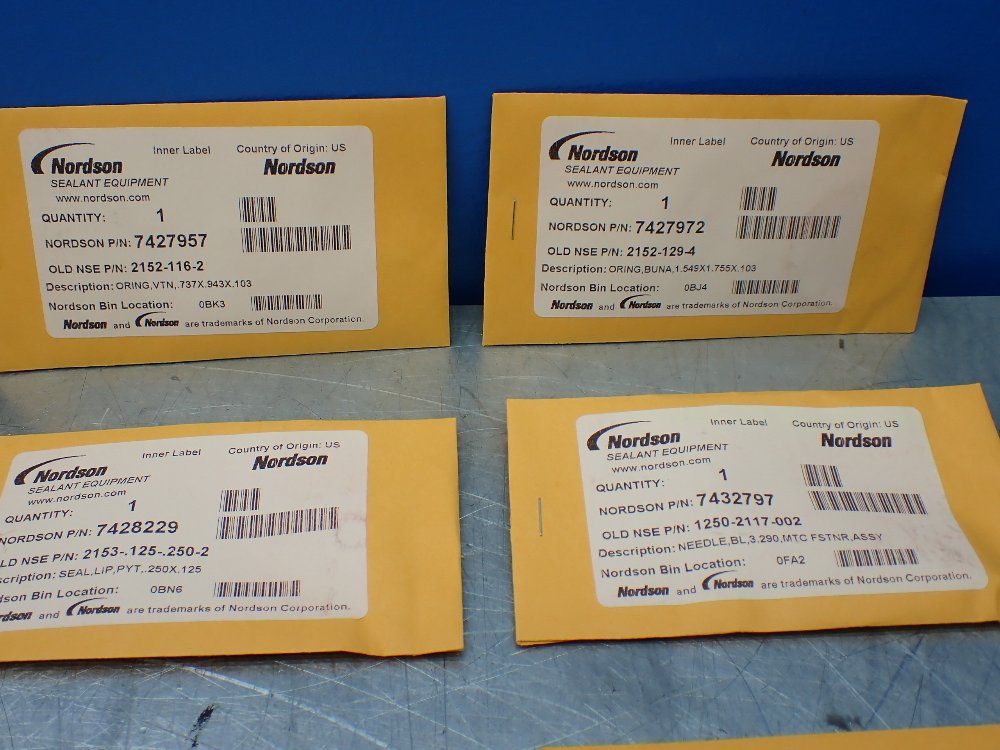 Nordson Inner Label Country of Origin: US
SEALANT EQUIPMENT Nordson
www.nordson.com
QUANTITY: 1
NORDSON P/N: 7427957
OLD NSE P/N: 2152-116-2
Description: ORING,VTN,.737X.943X.103
Nordson Bin Location: 0BK3
Nordson and Nordson are trademarks of Nordson Corporation.
Nordson Inner Label Country of Origin: US
SEALANT EQUIPMENT Nordson
www.nordson.com
QUANTITY: 1
NORDSON P/N: 7427972
OLD NSE P/N: 2152-129-4
Description: ORING,BUNA,1.549X1.755X.103
Nordson Bin Location: 0BJ4
Nordson and Nordson are trademarks of Nordson Corporation.
Nordson Inner Label Country of Origin: US
SEALANT EQUIPMENT Nordson
www.nordson.com
QUANTITY: 1
NORDSON P/N: 7428229
OLD NSE P/N: 2153-.125-.250-2
scription: SEAL,LIP,PYT,.250X.125
dson Bin Location: 0BN6
rdson and Nordson are trademarks of Nordson Corporation.
Nordson Inner Label Country of Origin: US
SEALANT EQUIPMENT Nordson
www.nordson.com
QUANTITY: 1
NORDSON P/N: 7432797
OLD NSE P/N: 1250-2117-002
Description: NEEDLE,BL,3.290,MTC FSTNR,ASSY
Nordson Bin Location: 0FA2
Nordson and Nordson are trademarks of Nordson Corporation.